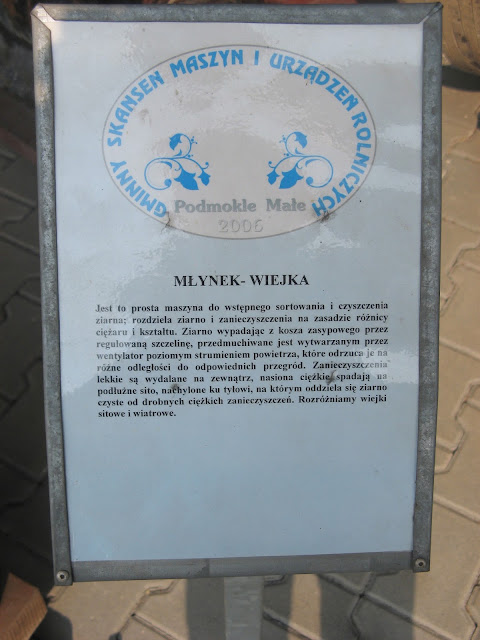 GMINNY SKANSEN MASZYN I URZĄDZEŃ ROLNICZYCH
Podmokle Małe
2006
MŁYNEK- WIEJKA
Jest to prosta maszyna do wstępnego sortowania i czyszczenia
ziarna; rozdziela ziarno i zanieczyszczenia na zasadzie różnicy
ciężaru i kształtu. Ziarno wypadając z kosza zasypowego przez
regulowaną szczelinę, przedmuchiwane jest wytwarzanym przez
wentylator poziomym strumieniem powietrza, które odrzuca je na
różne odległości do odpowiednich przegród. Zanieczyszczenia
lekkie są wydalane na zewnątrz, nasiona ciężkie spadają na
podłużne sito, nachylone ku tyłowi, na którym oddziela się ziarno
czyste od drobnych ciężkich zanieczyszczeń. Rozróżniamy wiejki
sitowe i wiatrowe.